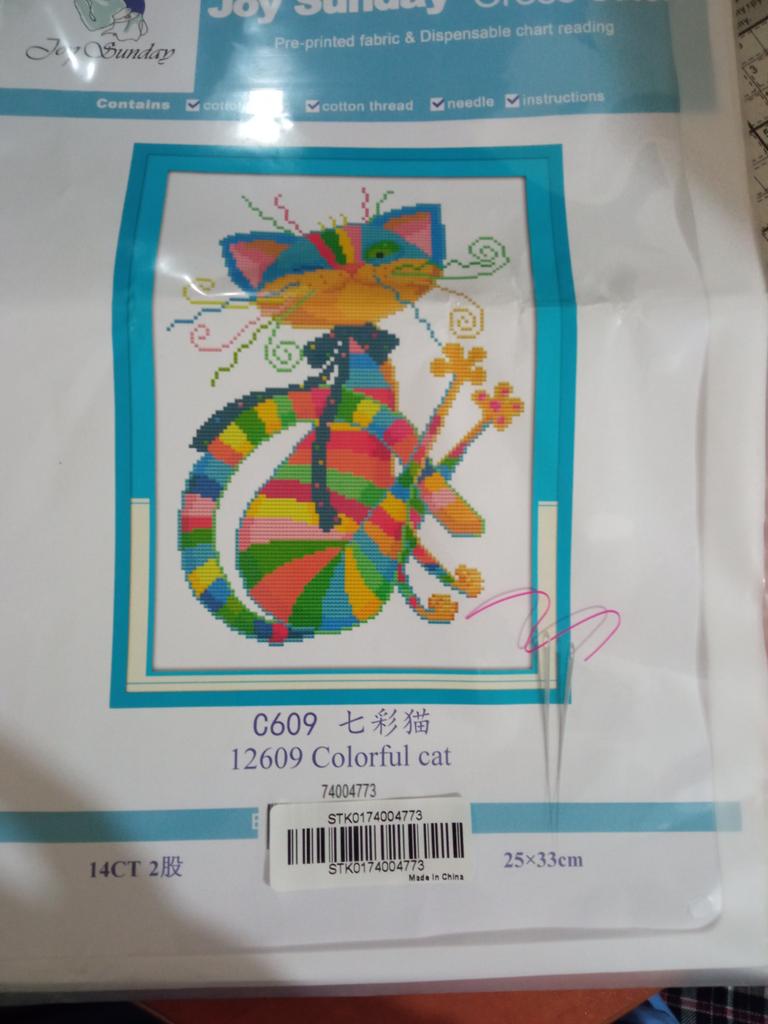 Joy Sunday
Joy Sunday
Pre-printed fabric & Dispensable chart reading
Contains cotton thread needle instructions
C609 七彩猫
12609 Colorful cat
74004773
STK0174004773
STK0174004773
Made in China
14CT 2股
25×33cm